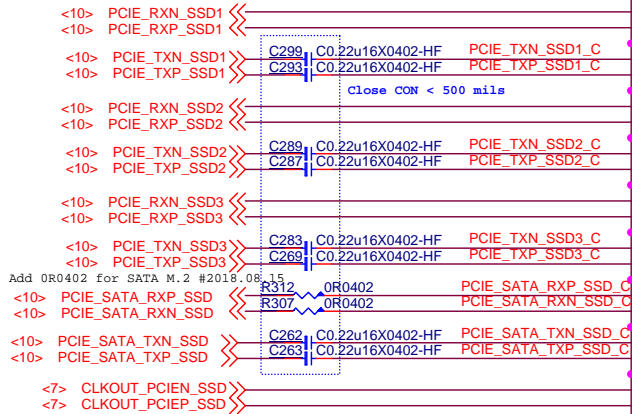 <10> PCIE_RXN_SSD1
<10> PCIE_RXP_SSD1
<10> PCIE_TXN_SSD1 C299 C0.22u16X0402-HF PCIE_TXN_SSD1_C
<10> PCIE_TXP_SSD1 C293 C0.22u16X0402-HF PCIE_TXP_SSD1_C
Close CON < 500 mils
<10> PCIE_RXN_SSD2
<10> PCIE_RXP_SSD2
<10> PCIE_TXN_SSD2 C289 C0.22u16X0402-HF PCIE_TXN_SSD2_C
<10> PCIE_TXP_SSD2 C287 C0.22u16X0402-HF PCIE_TXP_SSD2_C
<10> PCIE_RXN_SSD3
<10> PCIE_RXP_SSD3
<10> PCIE_TXN_SSD3 C283 C0.22u16X0402-HF PCIE_TXN_SSD3_C
<10> PCIE_TXP_SSD3 C269 C0.22u16X0402-HF PCIE_TXP_SSD3_C
Add 0R0402 for SATA M.2 #2018.08.15
<10> PCIE_SATA_RXP_SSD R312 0R0402 PCIE_SATA_RXP_SSD_C
<10> PCIE_SATA_RXN_SSD R307 0R0402 PCIE_SATA_RXN_SSD_C
<10> PCIE_SATA_TXN_SSD C262 C0.22u16X0402-HF PCIE_SATA_TXN_SSD_C
<10> PCIE_SATA_TXP_SSD C263 C0.22u16X0402-HF PCIE_SATA_TXP_SSD_C
<7> CLKOUT_PCIEN_SSD
<7> CLKOUT_PCIEP_SSD